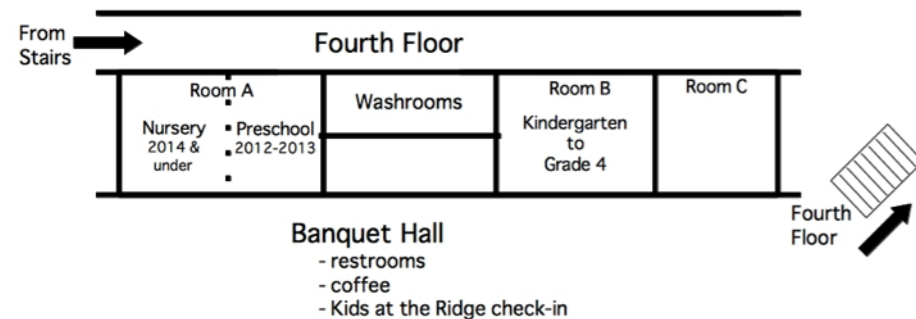 From
Stairs
Fourth Floor
Room A
Nursery
2014 &
under
Preschool
2012-2013
Washrooms
Room B
Kindergarten
to
Grade 4
Room C
Fourth
Floor
Banquet Hall
- restrooms
- coffee
- Kids at the Ridge check-in